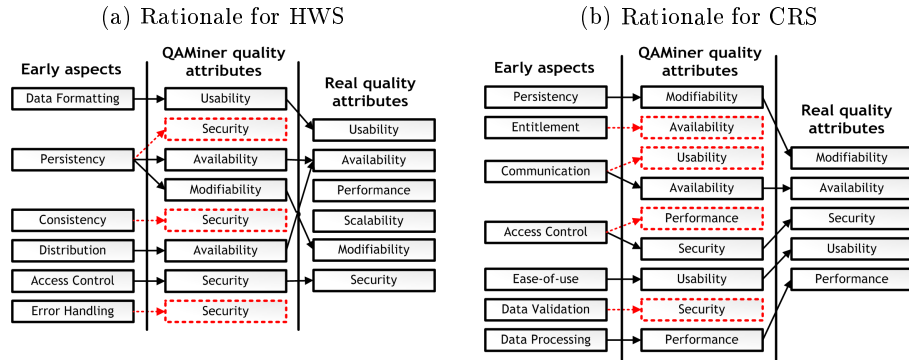 (a) Rationale for HWS
Early aspects
QAMiner quality
attributes
Real quality
attributes
Data Formatting
Persistency
Consistency
Distribution
Access Control
Error Handling
Usability
Security
Availability
Modifiability
Security
Availability
Security
Security
Usability
Availability
Performance
Scalability
Modifiability
Security
(b) Rationale for CRS
Early aspects
QAMiner quality
attributes
Real quality
attributes
Persistency
Entitlement
Communication
Access Control
Ease-of-use
Data Validation
Data Processing
Modifiability
Availability
Usability
Availability
Performance
Security
Usability
Security
Performance
Modifiability
Availability
Security
Usability
Performance